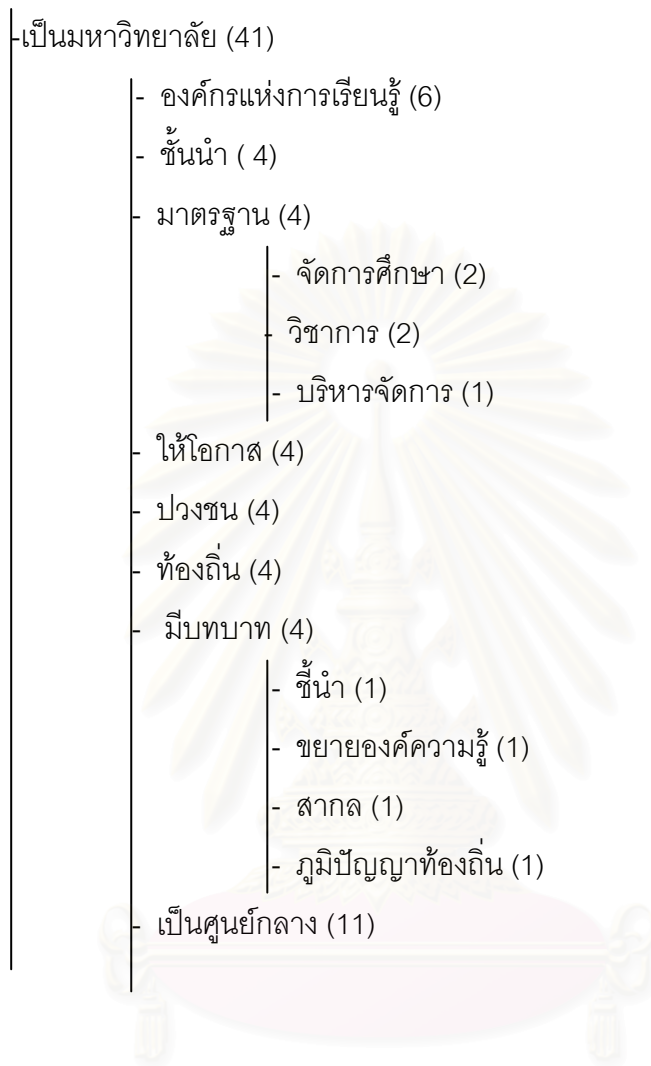 -เป็นมหาวิทยาลัย (41)
- องค์กรแห่งการเรียนรู้ (6)
- ชั้นนำ ( 4)
- มาตรฐาน (4)
- จัดการศึกษา (2)
- วิชาการ (2)
- บริหารจัดการ (1)
- ให้โอกาส (4)
- ปวงชน (4)
- ท้องถิ่น (4)
- มีบทบาท (4)
- ชี้นำ (1)
- ขยายองค์ความรู้ (1)
- สากล (1)
- ภูมิปัญญาท้องถิ่น (1)
- เป็นศูนย์กลาง (11)